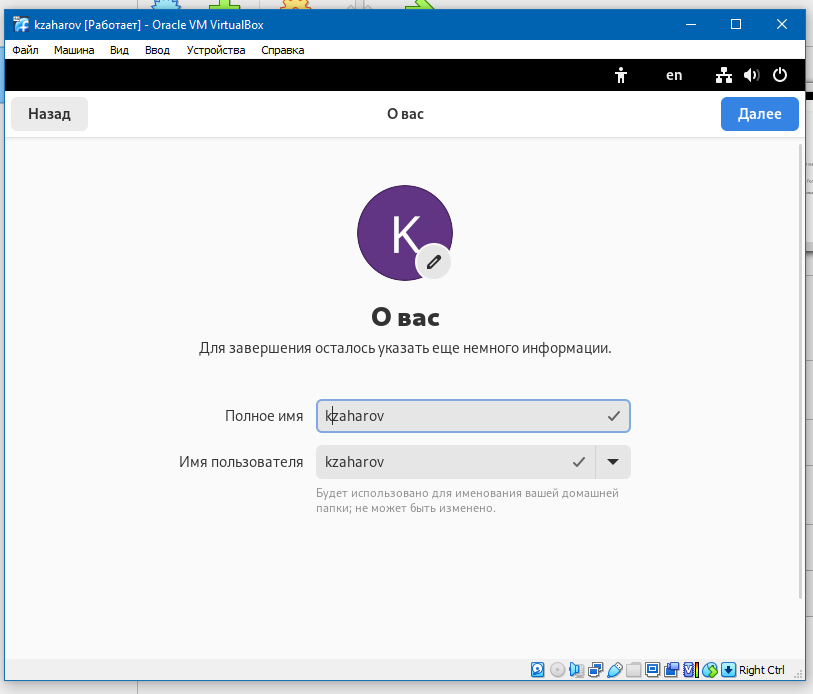 kzaharov [Работает] - Oracle VM VirtualBox
Файл Машина Вид Ввод Устройства Справка
en
Назад О вас Далее
K
О вас
Для завершения осталось указать еще немного информации.
Полное имя kzaharov
Имя пользователя kzaharov
Будет использовано для именования вашей домашней
папки; не может быть изменено.
Right Ctrl